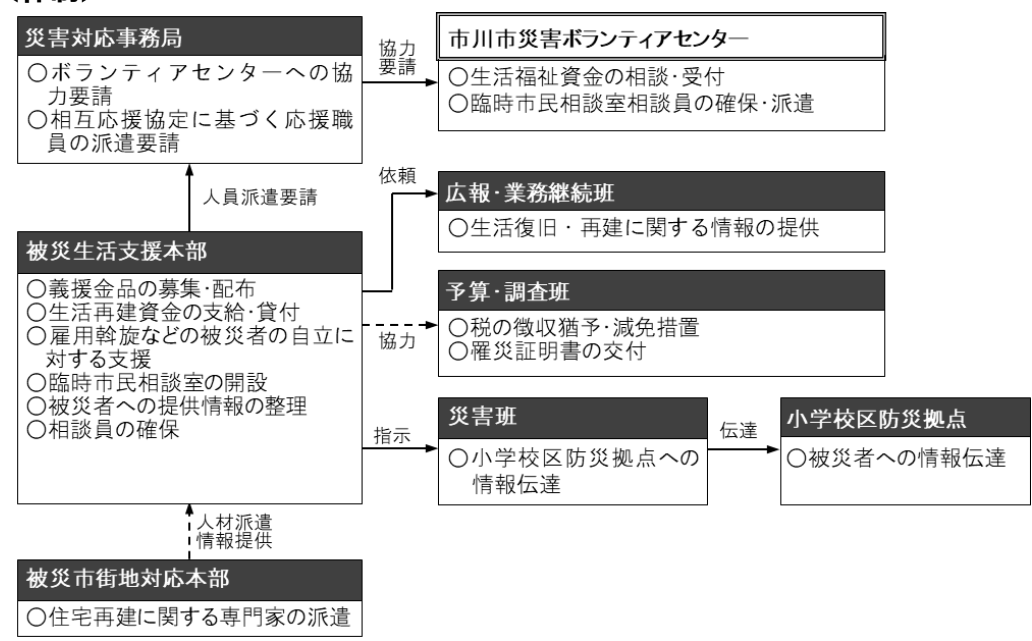 災害対応事務局
○ボランティアセンターへの協
力要請
○相互応援協定に基づく応援職
員の派遣要請
協力
要請
市川市災害ボランティアセンター
○生活福祉資金の相談・受付
○臨時市民相談室相談員の確保・派遣
人員派遣要請
依頼
広報・業務継続班
○生活復旧・再建に関する情報の提供
被災生活支援本部
○義援金品の募集・配布
○生活再建資金の支給・貸付
○雇用斡旋などの被災者の自立に
対する支援
○臨時市民相談室の開設
○被災者への提供情報の整理
○相談員の確保
協力
予算・調査班
○税の徴収猶予・減免措置
○罹災証明書の交付
指示
災害班
○小学校区防災拠点への
情報伝達
伝達
小学校区防災拠点
○被災者への情報伝達
人材派遣
情報提供
被災市街地対応本部
○住宅再建に関する専門家の派遣